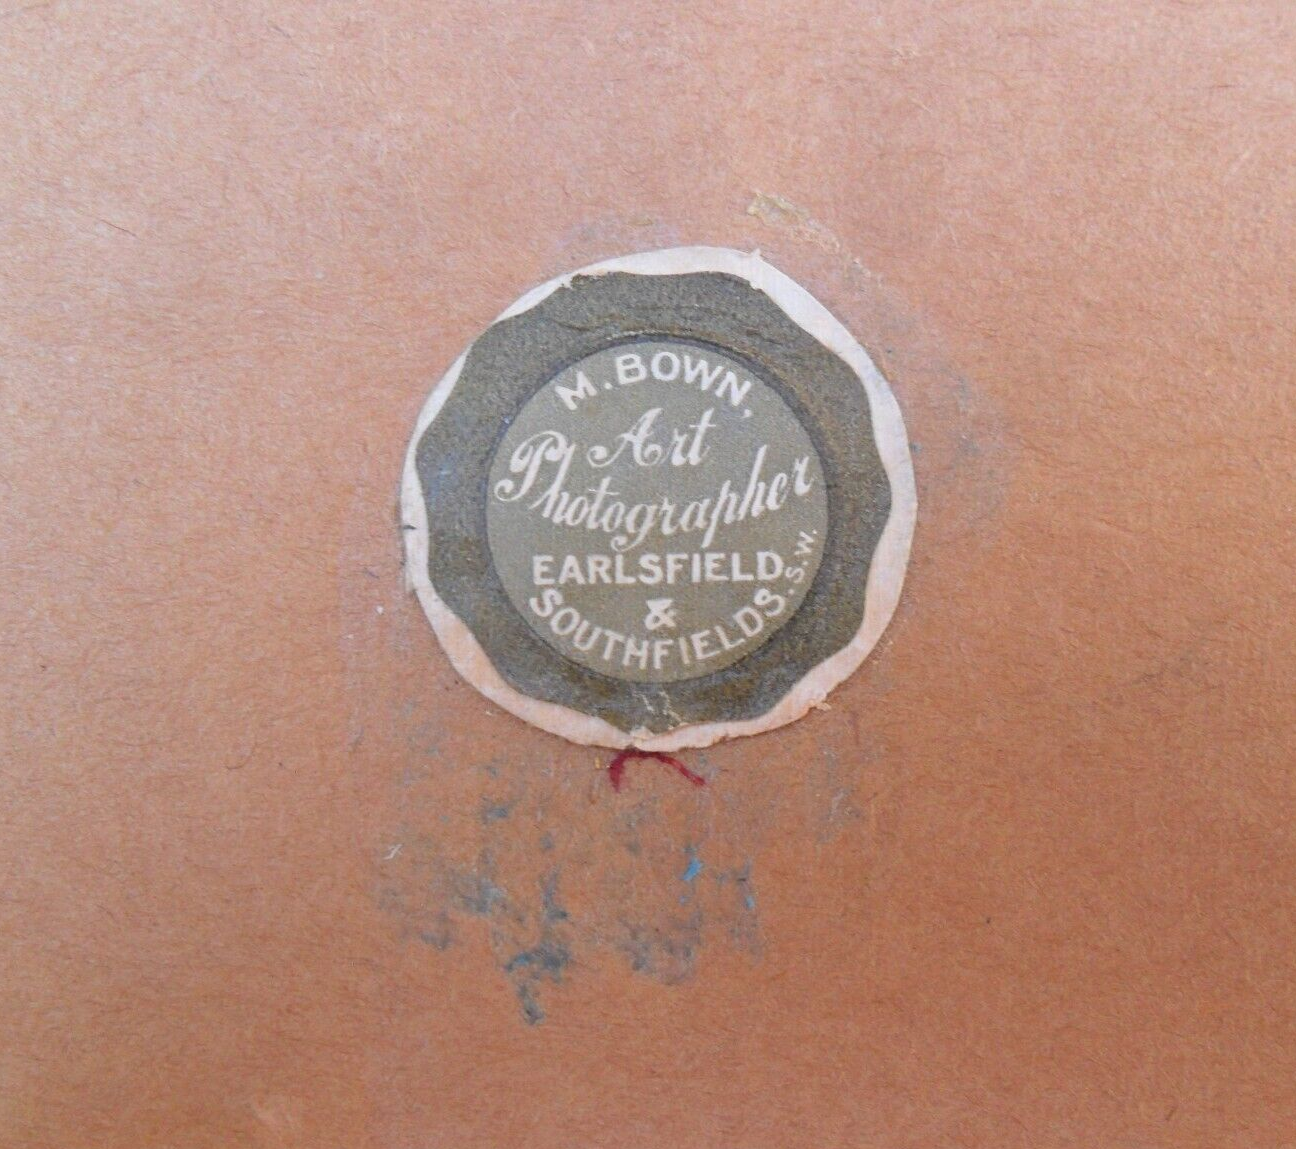 M. BOWN,
Art
Photographer
EARLSFIELD
&
SOUTHFIELDS. S.W.